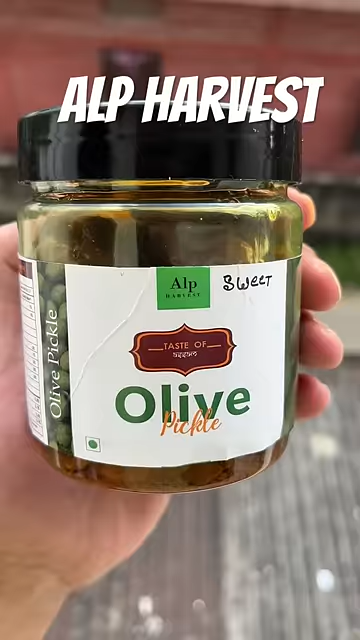 ALP HARVEST
Alp
HARVEST
SWEET
TASTE OF
Olive
Pickle
Olive Pickle